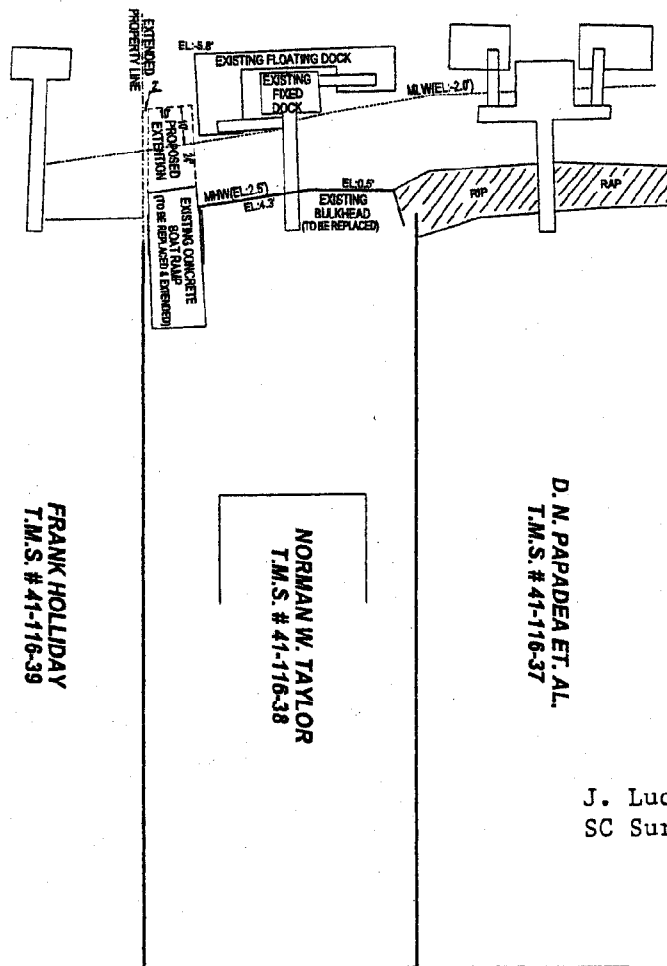 EXTENDED
PROPERTY LINE
2'
EL:-5.8'
EXISTING FLOATING DOCK
EXISTING
FIXED
DOCK
MLW(EL:-2.0')
10'
10'
PROPOSED
EXTENTION
MHW(EL:-2.5')
EL:4.3'
EL:0.5'
EXISTING
BULKHEAD
(TO BE REPLACED)
RIP
RAP
EXISTING CONCRETE
BOAT RAMP
(TO BE REPLACED & EXTENDED)
FRANK HOLLIDAY
T.M.S. # 41-116-39
NORMAN W. TAYLOR
T.M.S. # 41-116-38
D. N. PAPADEA ET. AL.
T.M.S. # 41-116-37
J. Luc
SC Sur